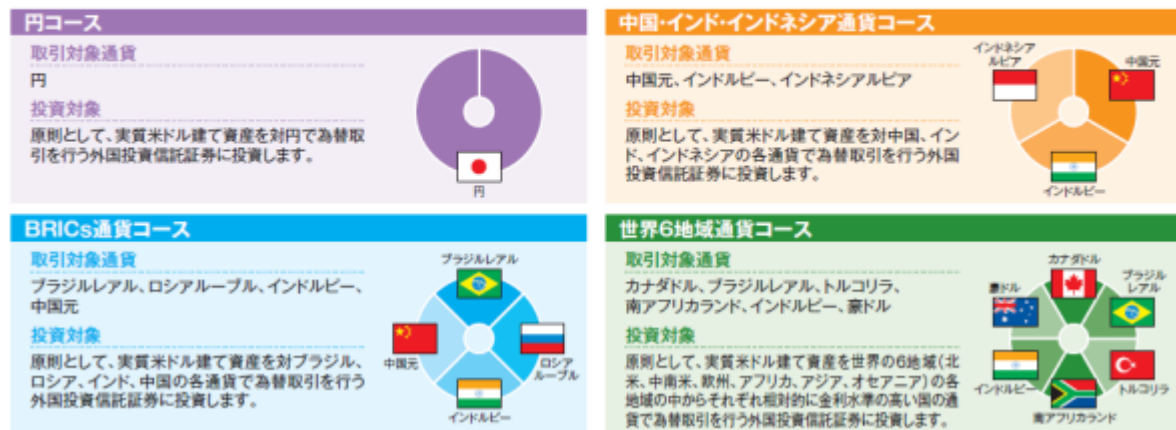 円コース
取引対象通貨
円
投資対象
原則として、実質米ドル建て資産を対円で為替取
引を行う外国投資信託証券に投資します。
円
中国・インド・インドネシア通貨コース
取引対象通貨
中国元、インドルピー、インドネシアルピア
投資対象
原則として、実質米ドル建て資産を対中国、イン
ド、インドネシアの各通貨で為替取引を行う外国
投資信託証券に投資します。
インドネシア
ルピア
中国元
インドルピー
BRICs通貨コース
取引対象通貨
ブラジルレアル、ロシアルーブル、インドルピー、
中国元
投資対象
原則として、実質米ドル建て資産を対ブラジル、
ロシア、インド、中国の各通貨で為替取引を行う
外国投資信託証券に投資します。
ブラジルレアル
中国元
ロシア
ルーブル
インドルピー
世界6地域通貨コース
取引対象通貨
カナダドル、ブラジルレアル、トルコリラ、
南アフリカランド、インドルピー、豪ドル
投資対象
原則として、実質米ドル建て資産を世界の6地域(北
米、中南米、欧州、アフリカ、アジア、オセアニア)の各
地域の中からそれぞれ相対的に金利水準の高い国の通
貨で為替取引を行う外国投資信託証券に投資します。
カナダドル
豪ドル
ブラジル
レアル
インドルピー
トルコリラ
南アフリカランド